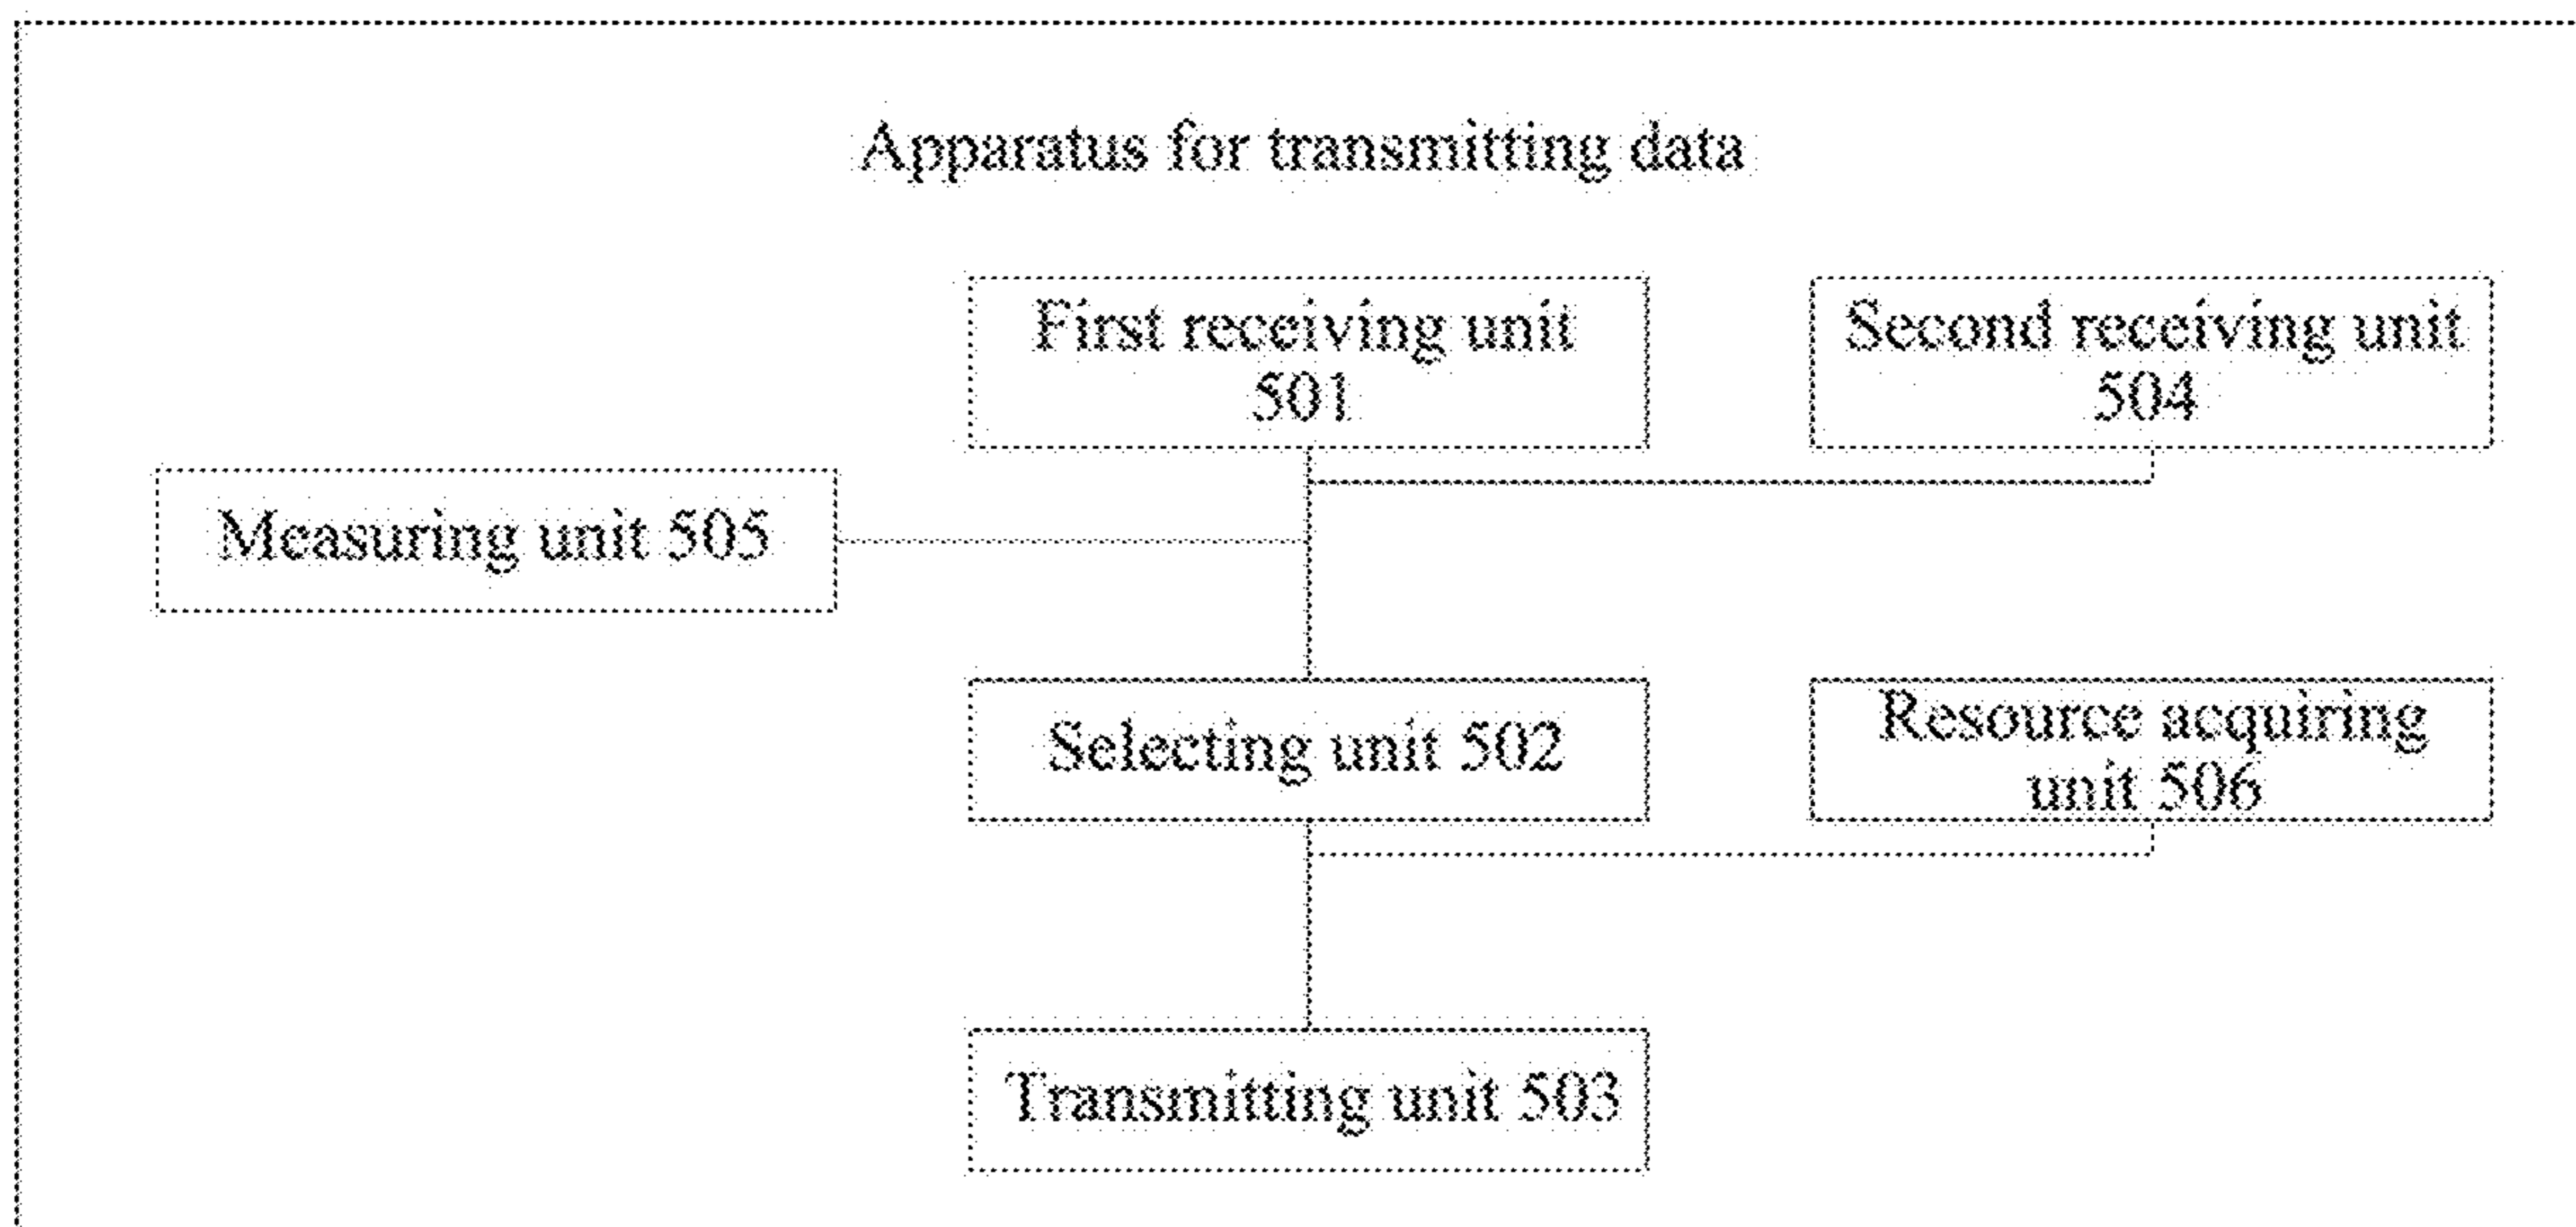 Apparatus for transmitting data
First receiving unit
501
Second receiving unit
504
Measuring unit 505
Selecting unit 502
Resource acquiring
unit 506
Transmitting unit 503